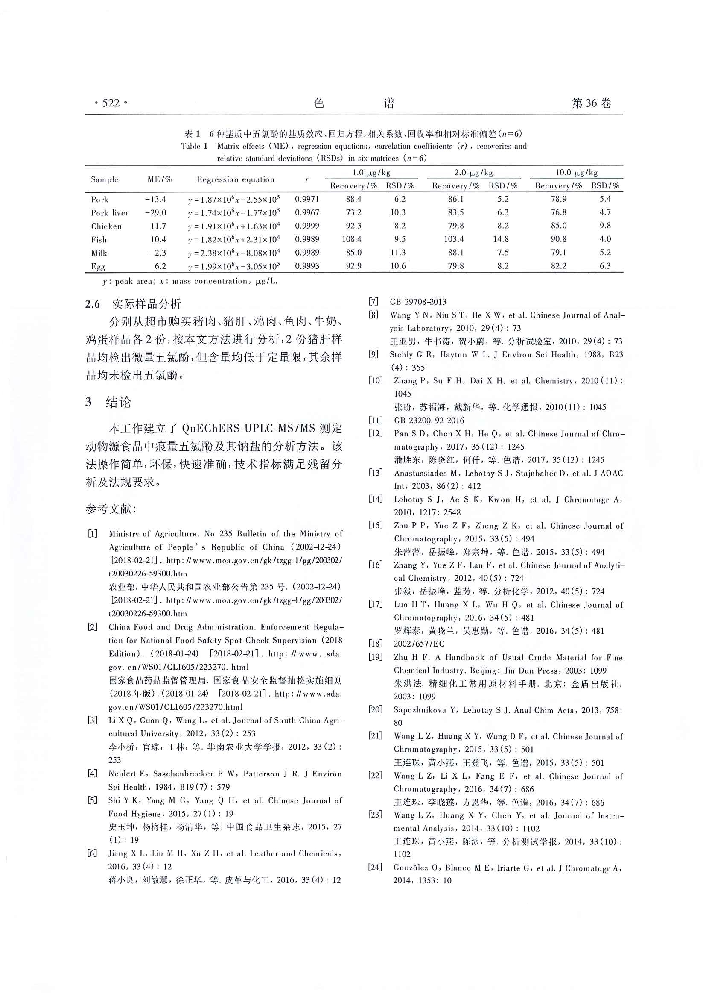 • 522 •
色 谱
第 36 卷
表 1 6 种基质中五氯酚的基质效应、回归方程,相关系数、回收率和相对标准偏差(n=6)
Table 1 Matrix effects (ME), regression equations, correlation coefficients (r), recoveries and
relative standard deviations (RSDs) in six matrices (n=6)
Sample ME/% Regression equation r 1.0 μg/kg 2.0 μg/kg 10.0 μg/kg
Recovery/% RSD/% Recovery/% RSD/% Recovery/% RSD/%
Pork −13.4 y=1.87×10⁶x−2.55×10⁵ 0.9971 88.4 6.2 86.1 5.2 78.9 5.4
Pork liver −29.0 y=1.74×10⁶x−1.77×10⁵ 0.9967 73.2 10.3 83.5 6.3 76.8 4.7
Chicken 11.7 y=1.91×10⁶x+1.63×10⁴ 0.9999 92.3 8.2 79.8 8.2 85.0 9.8
Fish 10.4 y=1.82×10⁶x+2.31×10⁴ 0.9989 108.4 9.5 103.4 14.8 90.8 4.0
Milk −2.3 y=2.38×10⁶x−8.08×10⁴ 0.9989 85.0 11.3 88.1 7.5 79.1 5.2
Egg 6.2 y=1.99×10⁶x−3.05×10⁵ 0.9993 92.9 10.6 79.8 8.2 82.2 6.3
y: peak area; x: mass concentration, μg/L.
2.6 实际样品分析
分别从超市购买猪肉、猪肝、鸡肉、鱼肉、牛奶、
鸡蛋样品各 2 份,按本文方法进行分析,2 份猪肝样
品均检出微量五氯酚,但含量均低于定量限,其余样
品均未检出五氯酚。
3 结论
本工作建立了 QuEChERS-UPLC-MS/MS 测定
动物源食品中痕量五氯酚及其钠盐的分析方法。该
法操作简单,环保,快速准确,技术指标满足残留分
析及法规要求。
参考文献:
[1] Ministry of Agriculture. No 235 Bulletin of the Ministry of
Agriculture of People's Republic of China (2002-12-24)
[2018-02-21]. http://www.moa.gov.cn/gk/tzgg-1/gg/200302/
t20030226-59300.htm
农业部. 中华人民共和国农业部公告第 235 号. (2002-12-24)
[2018-02-21]. http://www.moa.gov.cn/gk/tzgg-1/gg/200302/
t20030226-59300.htm
[2] China Food and Drug Administration. Enforcement Regula-
tion for National Food Safety Spot-Check Supervision (2018
Edition). (2018-01-24) [2018-02-21]. http://www. sda.
gov. cn/WS01/CL1605/223270. html
国家食品药品监督管理局. 国家食品安全监督抽检实施细则
(2018 年版).(2018-01-24) [2018-02-21]. http://www.sda.
gov.cn/WS01/CL1605/223270.html
[3] Li X Q, Guan Q, Wang L, et al. Journal of South China Agri-
cultural University, 2012, 33(2): 253
李小桥, 官琼, 王林, 等. 华南农业大学学报, 2012, 33(2):
253
[4] Neidert E, Saschenbrecker P W, Patterson J R. J Environ
Sci Health, 1984, B19(7): 579
[5] Shi Y K, Yang M G, Yang Q H, et al. Chinese Journal of
Food Hygiene, 2015, 27(1): 19
史玉坤, 杨梅桂, 杨清华, 等. 中国食品卫生杂志, 2015, 27
(1): 19
[6] Jiang X L, Liu M H, Xu Z H, et al. Leather and Chemicals,
2016, 33(4): 12
蒋小良, 刘敏慧, 徐正华, 等. 皮革与化工, 2016, 33(4): 12
[7] GB 29708-2013
[8] Wang Y N, Niu S T, He X W, et al. Chinese Journal of Anal-
ysis Laboratory, 2010, 29(4): 73
王亚男, 牛书涛, 贺小蔚, 等. 分析试验室, 2010, 29(4): 73
[9] Stehly G R, Hayton W L. J Environ Sci Health, 1988, B23
(4): 355
[10] Zhang P, Su F H, Dai X H, et al. Chemistry, 2010(11):
1045
张盼, 苏福海, 戴新华, 等. 化学通报, 2010(11): 1045
[11] GB 23200. 92-2016
[12] Pan S D, Chen X H, He Q, et al. Chinese Journal of Chro-
matography, 2017, 35(12): 1245
潘胜东, 陈晓红, 何仟, 等. 色谱, 2017, 35(12): 1245
[13] Anastassiades M, Lehotay S J, Stajnbaher D, et al. J AOAC
Int, 2003, 86(2): 412
[14] Lehotay S J, Ae S K, Kwon H, et al. J Chromatogr A,
2010, 1217: 2548
[15] Zhu P P, Yue Z F, Zheng Z K, et al. Chinese Journal of
Chromatography, 2015, 33(5): 494
朱萍萍, 岳振峰, 郑宗坤, 等. 色谱, 2015, 33(5): 494
[16] Zhang Y, Yue Z F, Lan F, et al. Chinese Journal of Analyti-
cal Chemistry, 2012, 40(5): 724
张毅, 岳振峰, 蓝芳, 等. 分析化学, 2012, 40(5): 724
[17] Luo H T, Huang X L, Wu H Q, et al. Chinese Journal of
Chromatography, 2016, 34(5): 481
罗辉泰, 黄晓兰, 吴惠勤, 等. 色谱, 2016, 34(5): 481
[18] 2002/657/EC
[19] Zhu H F. A Handbook of Usual Crude Material for Fine
Chemical Industry. Beijing: Jin Dun Press, 2003: 1099
朱洪法. 精细化工常用原材料手册. 北京: 金盾出版社,
2003: 1099
[20] Sapozhnikova Y, Lehotay S J. Anal Chim Acta, 2013, 758:
80
[21] Wang L Z, Huang X Y, Wang D F, et al. Chinese Journal of
Chromatography, 2015, 33(5): 501
王连珠, 黄小燕, 王登飞, 等. 色谱, 2015, 33(5): 501
[22] Wang L Z, Li X L, Fang E F, et al. Chinese Journal of
Chromatography, 2016, 34(7): 686
王连珠, 李晓莲, 方恩华, 等. 色谱, 2016, 34(7): 686
[23] Wang L Z, Huang X Y, Chen Y, et al. Journal of Instru-
mental Analysis, 2014, 33(10): 1102
王连珠, 黄小燕, 陈泳, 等. 分析测试学报, 2014, 33(10):
1102
[24] González O, Blanco M E, Iriarte G, et al. J Chromatogr A,
2014, 1353: 10